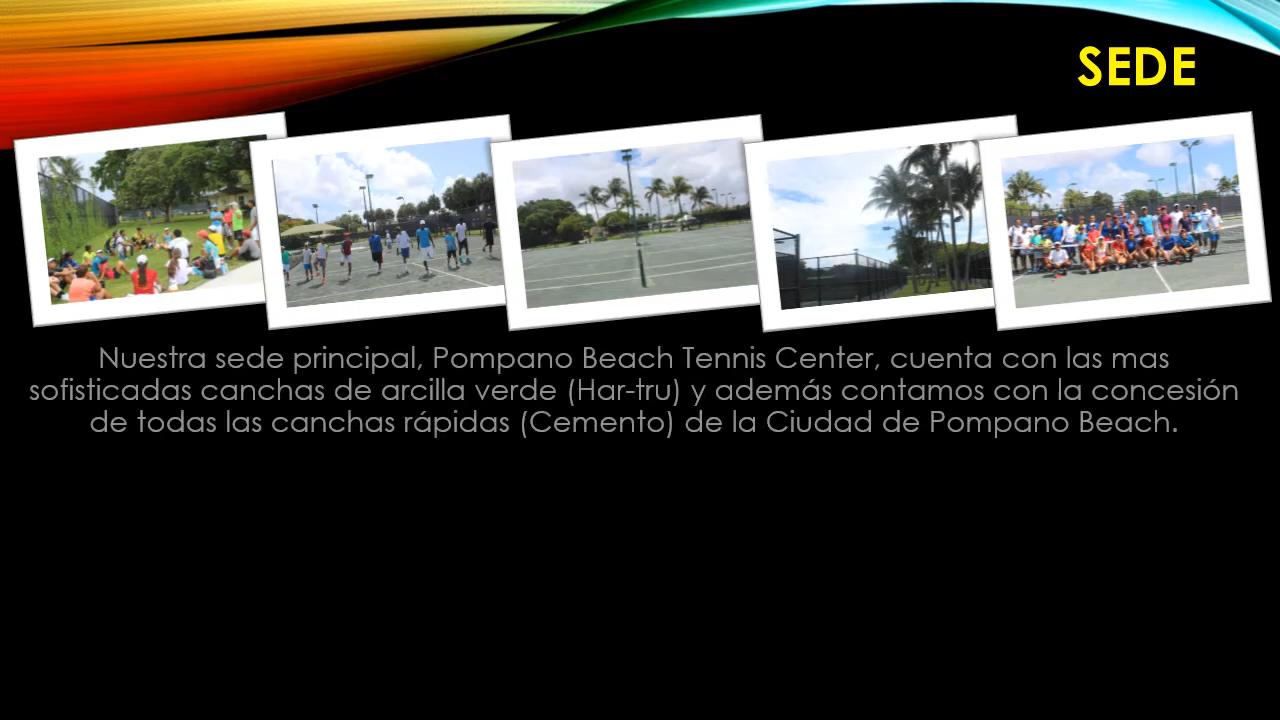 SEDE
Nuestra sede principal, Pompano Beach Tennis Center, cuenta con las mas
sofisticadas canchas de arcilla verde (Har-tru) y además contamos con la concesión
de todas las canchas rápidas (Cemento) de la Ciudad de Pompano Beach.